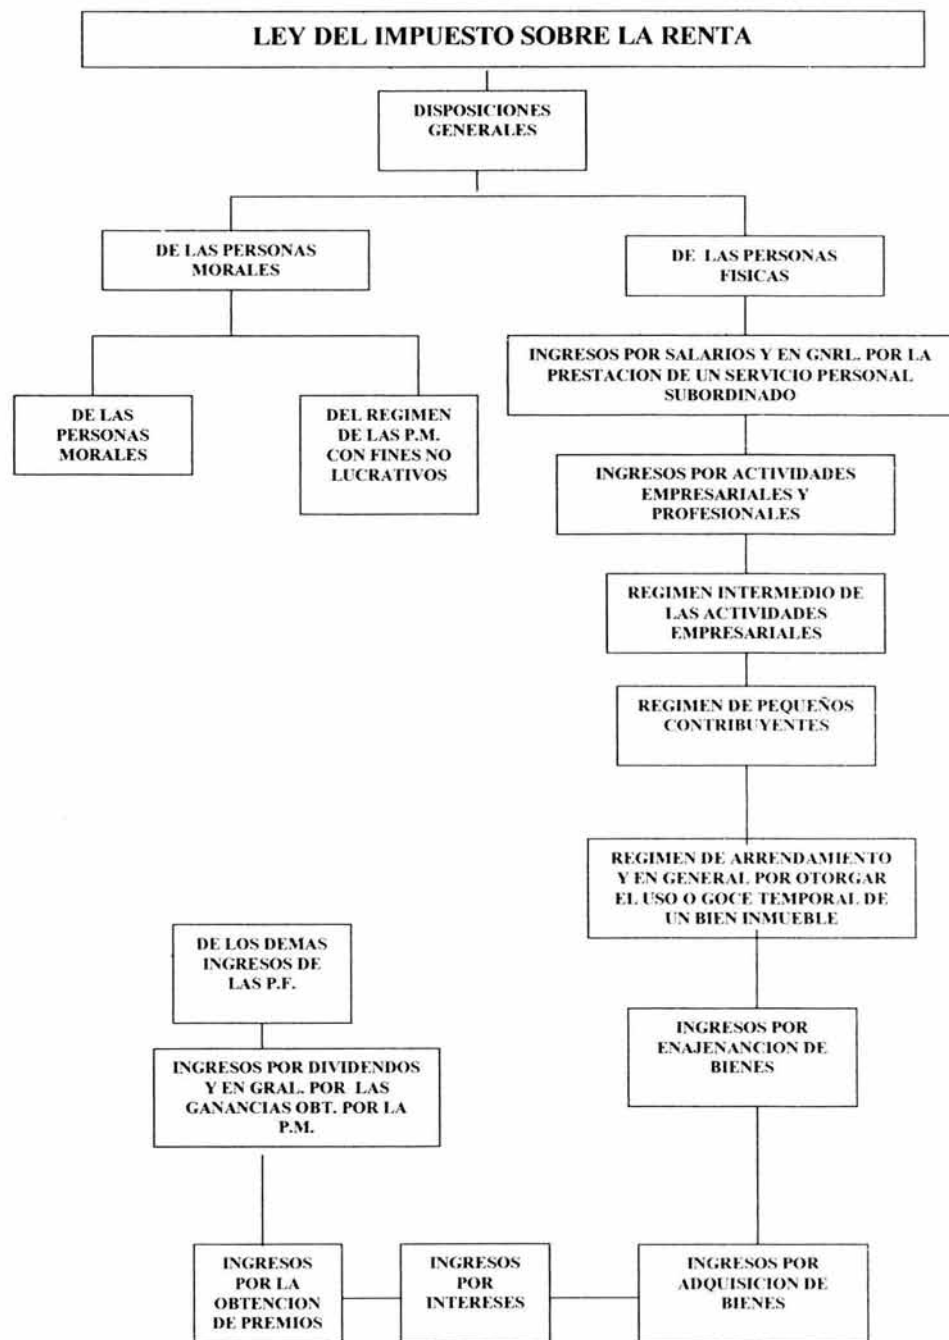 LEY DEL IMPUESTO SOBRE LA RENTA
DISPOSICIONES
GENERALES
DE LAS PERSONAS
MORALES
DE LAS PERSONAS
FISICAS
DE LAS
PERSONAS
MORALES
DEL REGIMEN
DE LAS P.M.
CON FINES NO
LUCRATIVOS
INGRESOS POR SALARIOS Y EN GNRL. POR LA
PRESTACION DE UN SERVICIO PERSONAL
SUBORDINADO
INGRESOS POR ACTIVIDADES
EMPRESARIALES Y
PROFESIONALES
REGIMEN INTERMEDIO DE
LAS ACTIVIDADES
EMPRESARIALES
REGIMEN DE PEQUEÑOS
CONTRIBUYENTES
REGIMEN DE ARRENDAMIENTO
Y EN GENERAL POR OTORGAR
EL USO O GOCE TEMPORAL DE
UN BIEN INMUEBLE
INGRESOS POR
ENAJENANCION DE
BIENES
INGRESOS POR
ADQUISICION DE
BIENES
INGRESOS
POR
INTERESES
INGRESOS
POR LA
OBTENCION
DE PREMIOS
INGRESOS POR DIVIDENDOS
Y EN GRAL. POR LAS
GANANCIAS OBT. POR LA
P.M.
DE LOS DEMAS
INGRESOS DE
LAS P.F.